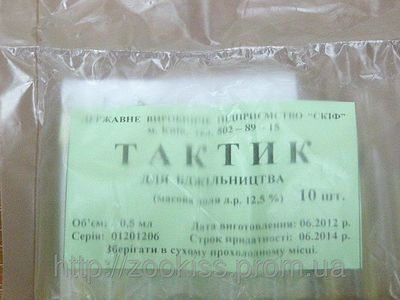 ДЕРЖАВНЕ ВИРОБНИЧЕ ПІДПРИЄМСТВО "СКІФ"
м. Київ, тел. 502-89-18
ТАКТИК
ДЛЯ БДЖІЛЬНИЦТВА
(масова доля д.р. 12,5 %) 10 шт.
Об'єм: 0,5 мл Дата виготовлення: 06.2012 р.
Серія: 01201206 Строк придатності: 06.2014 р.
Зберігати в сухому прохолодному місці.
http://zookiss.prom.ua